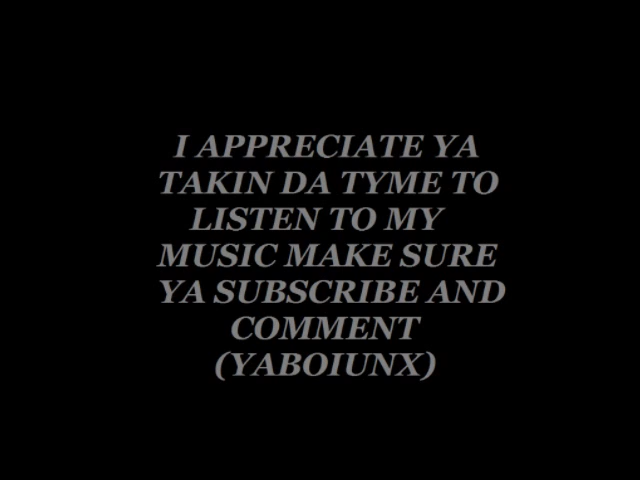 I APPRECIATE YA
TAKIN DA TYME TO
LISTEN TO MY
MUSIC MAKE SURE
YA SUBSCRIBE AND
COMMENT
(YABOIUNX)